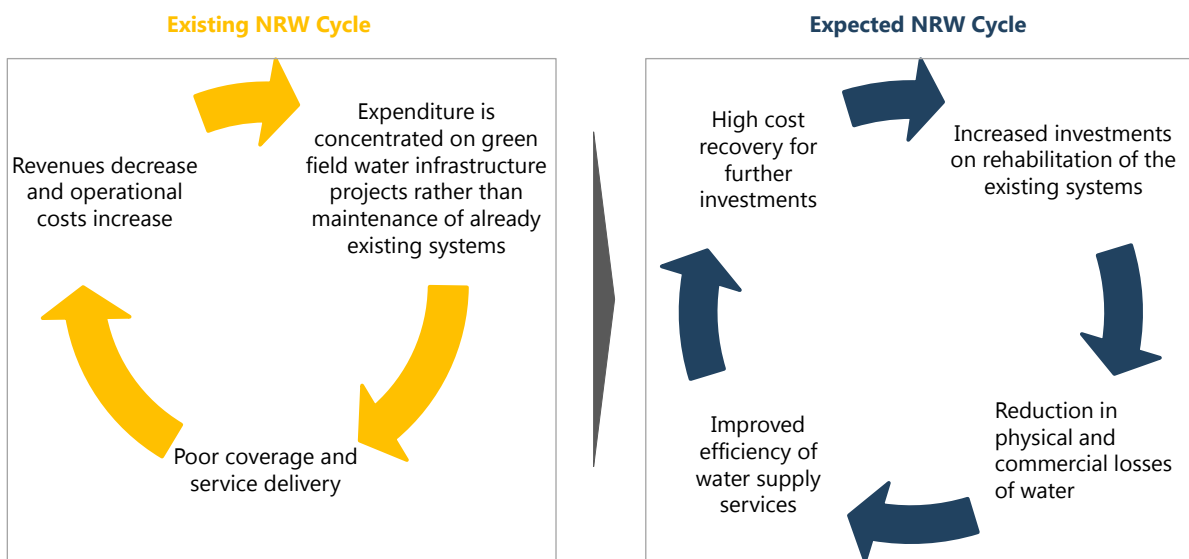 Existing NRW Cycle
Revenues decrease
and operational
costs increase
Expenditure is
concentrated on green
field water infrastructure
projects rather than
maintenance of already
existing systems
Poor coverage and
service delivery
Expected NRW Cycle
High cost
recovery for
further
investments
Increased investments
on rehabilitation of the
existing systems
Reduction in
physical and
commercial losses
of water
Improved
efficiency of
water supply
services